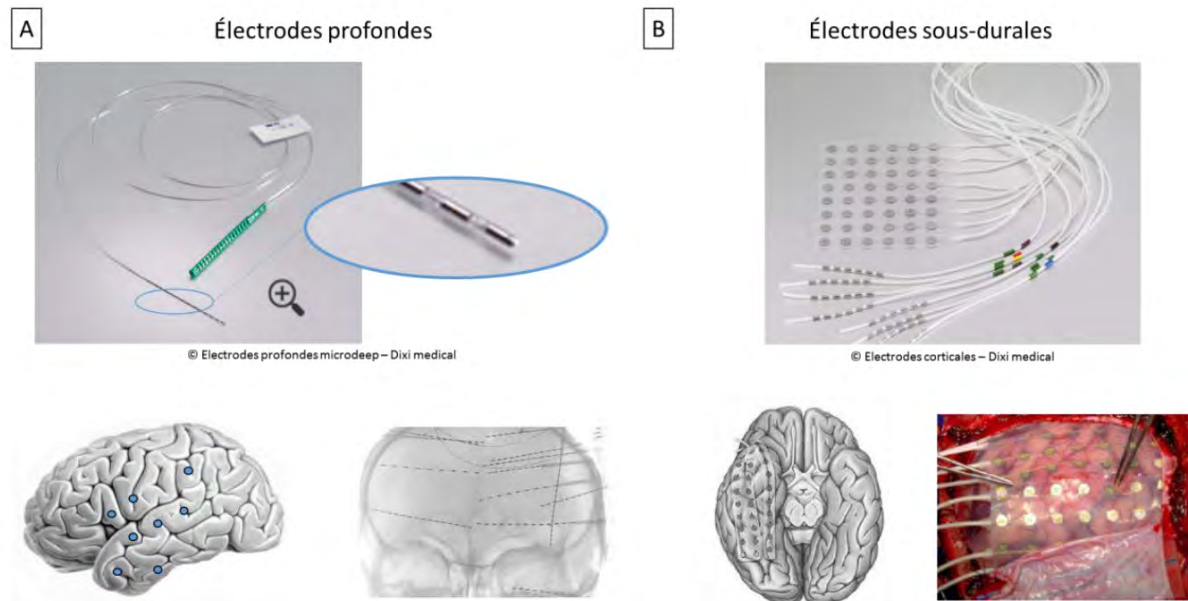 A
Électrodes profondes
B
Électrodes sous-durales
© Electrodes profondes microdeep – Dixi medical
© Electrodes corticales – Dixi medical